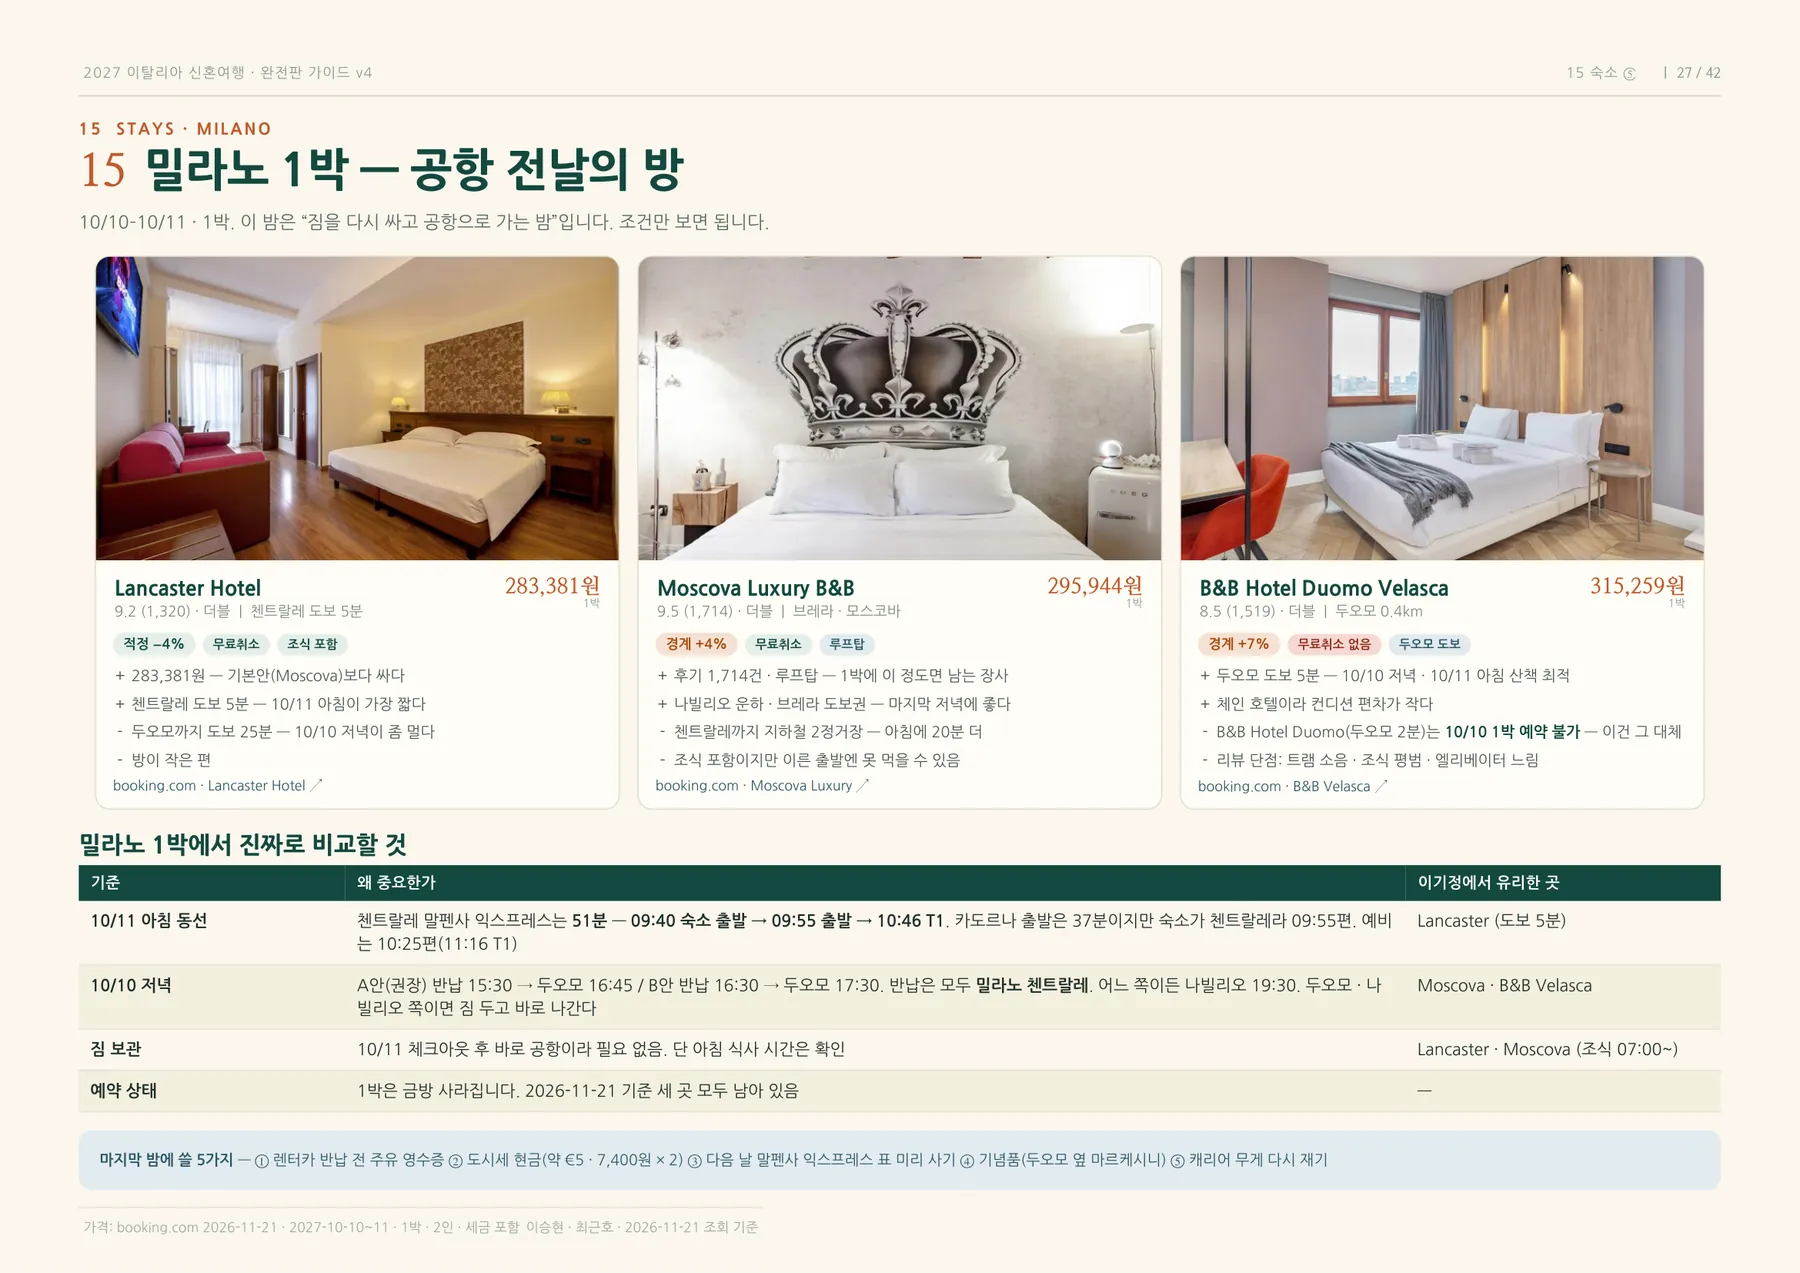 2027 이탈리아 신혼여행 · 완전판 가이드 v4
15 숙소 ⑤ | 27 / 42
15 STAYS · MILANO
15 밀라노 1박 — 공항 전날의 방
10/10–10/11 · 1박. 이 밤은 “짐을 다시 싸고 공항으로 가는 밤”입니다. 조건만 보면 됩니다.
SMEG
Lancaster Hotel 283,381원
9.2 (1,320) · 더블 | 첸트랄레 도보 5분 1박
적정 −4% 무료취소 조식 포함
+ 283,381원 — 기본안(Moscova)보다 싸다
+ 첸트랄레 도보 5분 — 10/11 아침이 가장 짧다
- 두오모까지 도보 25분 — 10/10 저녁이 좀 멀다
- 방이 작은 편
booking.com · Lancaster Hotel ↗
Moscova Luxury B&B 295,944원
9.5 (1,714) · 더블 | 브레라 · 모스코바 1박
경계 +4% 무료취소 루프탑
+ 후기 1,714건 · 루프탑 — 1박에 이 정도면 남는 장사
+ 나빌리오 운하 · 브레라 도보권 — 마지막 저녁에 좋다
- 첸트랄레까지 지하철 2정거장 — 아침에 20분 더
- 조식 포함이지만 이른 출발엔 못 먹을 수 있음
booking.com · Moscova Luxury ↗
B&B Hotel Duomo Velasca 315,259원
8.5 (1,519) · 더블 | 두오모 0.4km 1박
경계 +7% 무료취소 없음 두오모 도보
+ 두오모 도보 5분 — 10/10 저녁 · 10/11 아침 산책 최적
+ 체인 호텔이라 컨디션 편차가 작다
- B&B Hotel Duomo(두오모 2분)는 10/10 1박 예약 불가 — 이건 그 대체
- 리뷰 단점: 트램 소음 · 조식 평범 · 엘리베이터 느림
booking.com · B&B Velasca ↗
밀라노 1박에서 진짜로 비교할 것
기준 왜 중요한가 이기정에서 유리한 곳
10/11 아침 동선 첸트랄레 말펜사 익스프레스는 51분 — 09:40 숙소 출발 → 09:55 출발 → 10:46 T1. 카도르나 출발은 37분이지만 숙소가 첸트랄레라 09:55편. 예비 Lancaster (도보 5분)
는 10:25편(11:16 T1)
10/10 저녁 A안(권장) 반납 15:30 → 두오모 16:45 / B안 반납 16:30 → 두오모 17:30. 반납은 모두 밀라노 첸트랄레. 어느 쪽이든 나빌리오 19:30. 두오모 · 나 Moscova · B&B Velasca
빌리오 쪽이면 짐 두고 바로 나간다
짐 보관 10/11 체크아웃 후 바로 공항이라 필요 없음. 단 아침 식사 시간은 확인 Lancaster · Moscova (조식 07:00~)
예약 상태 1박은 금방 사라집니다. 2026-11-21 기준 세 곳 모두 남아 있음 —
마지막 밤에 쓸 5가지 — ① 렌터카 반납 전 주유 영수증 ② 도시세 현금(약 €5 · 7,400원 × 2) ③ 다음 날 말펜사 익스프레스 표 미리 사기 ④ 기념품(두오모 옆 마르케시니) ⑤ 캐리어 무게 다시 재기
가격: booking.com 2026-11-21 · 2027-10-10~11 · 1박 · 2인 · 세금 포함 이승현 · 최근호 · 2026-11-21 조회 기준